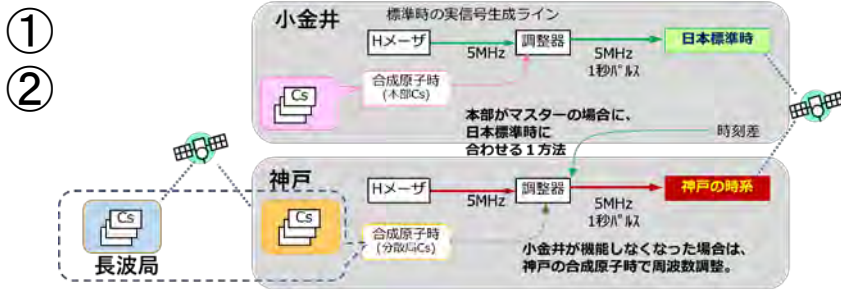 ①
②
小金井
標準時の実信号生成ライン
Hメーザ
5MHz
調整器
5MHz
1秒パルス
日本標準時
Cs
合成原子時
(本部Cs)
本部がマスターの場合に、
日本標準時に
合わせる１方法
時刻差
神戸
Hメーザ
5MHz
調整器
5MHz
1秒パルス
神戸の時系
Cs
長波局
Cs
合成原子時
(分散局Cs)
小金井が機能しなくなった場合は、
神戸の合成原子時で周波数調整。